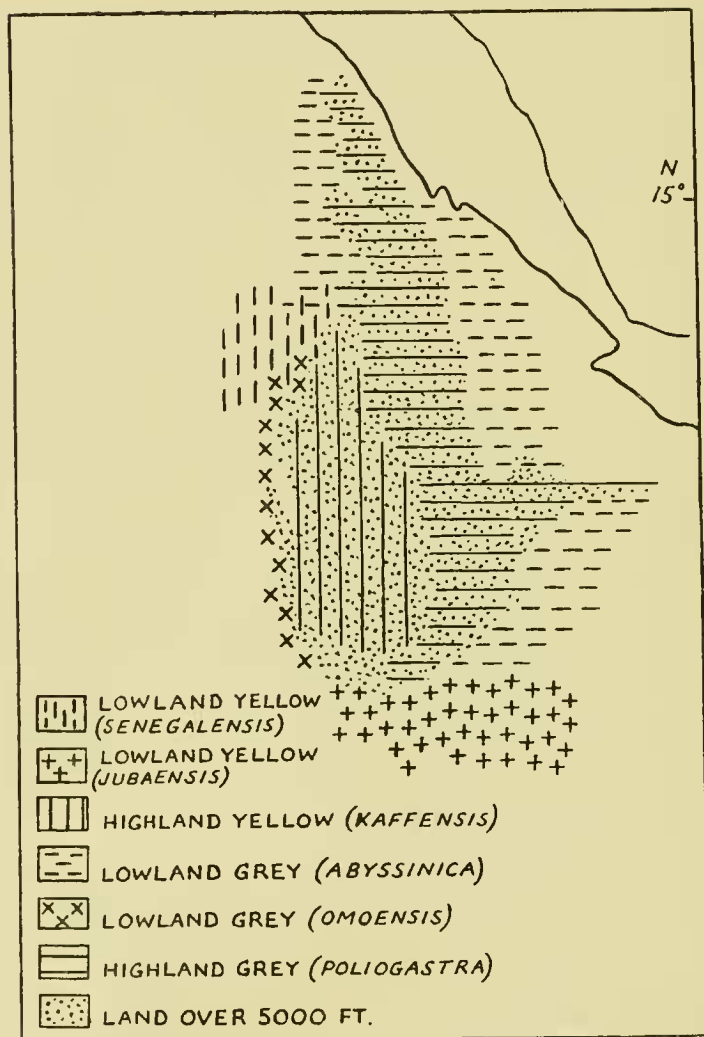 N
15°
LOWLAND YELLOW
(SENEGALENSIS)
LOWLAND YELLOW
(JUBAENSIS)
HIGHLAND YELLOW (KAFFENSIS)
LOWLAND GREY (ABYSSINICA)
LOWLAND GREY (OMOENSIS)
HIGHLAND GREY (POLIOGASTRA)
LAND OVER 5000 FT.